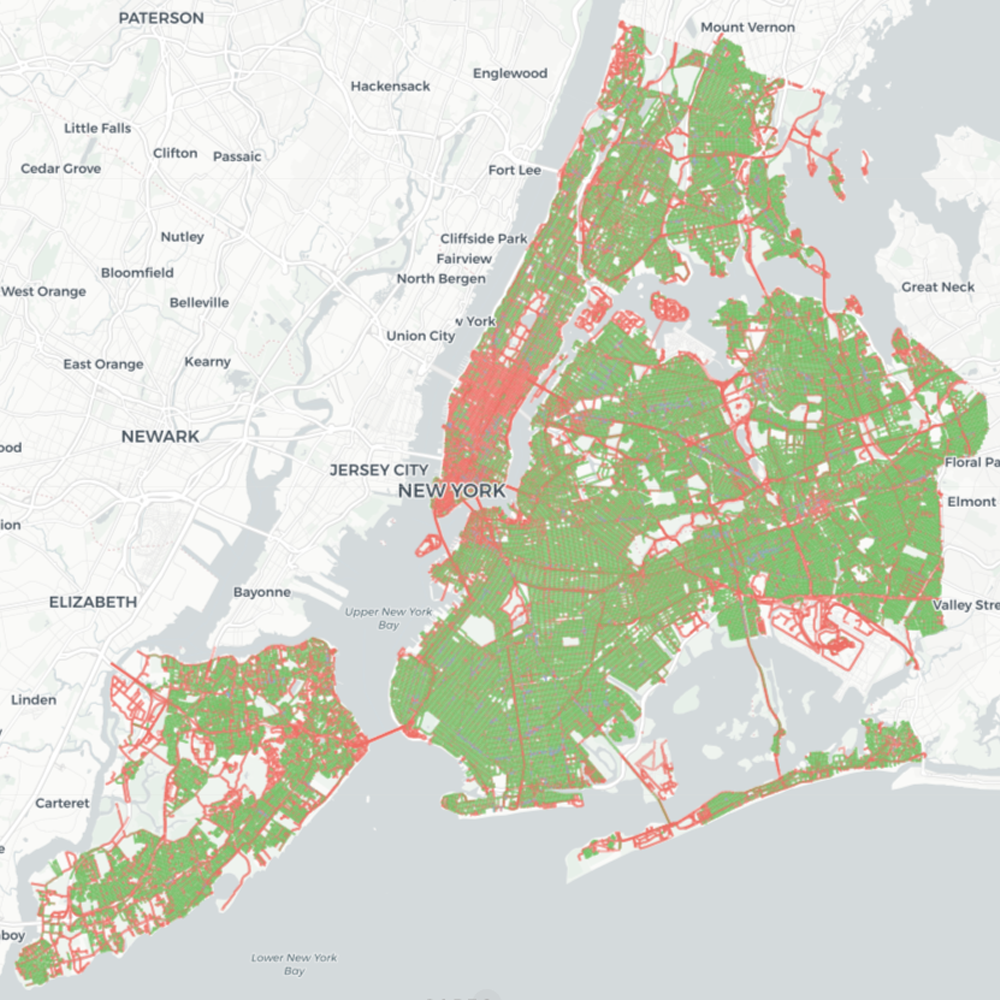 PATERSON
Mount Vernon
Englewood
Hackensack
Little Falls
Clifton
Passaic
Cedar Grove
Fort Lee
Nutley
Cliffside Park
Fairview
Bloomfield
North Bergen
West Orange
Great Neck
Belleville
w York
Union City
East Orange
Kearny
NEWARK
ood
JERSEY CITY
Floral Pa
NEW YORK
Elmont
ion
Bayonne
ELIZABETH
Valley Stre
Upper New York
Bay
Linden
Carteret
e
nboy
Lower New York
Bay